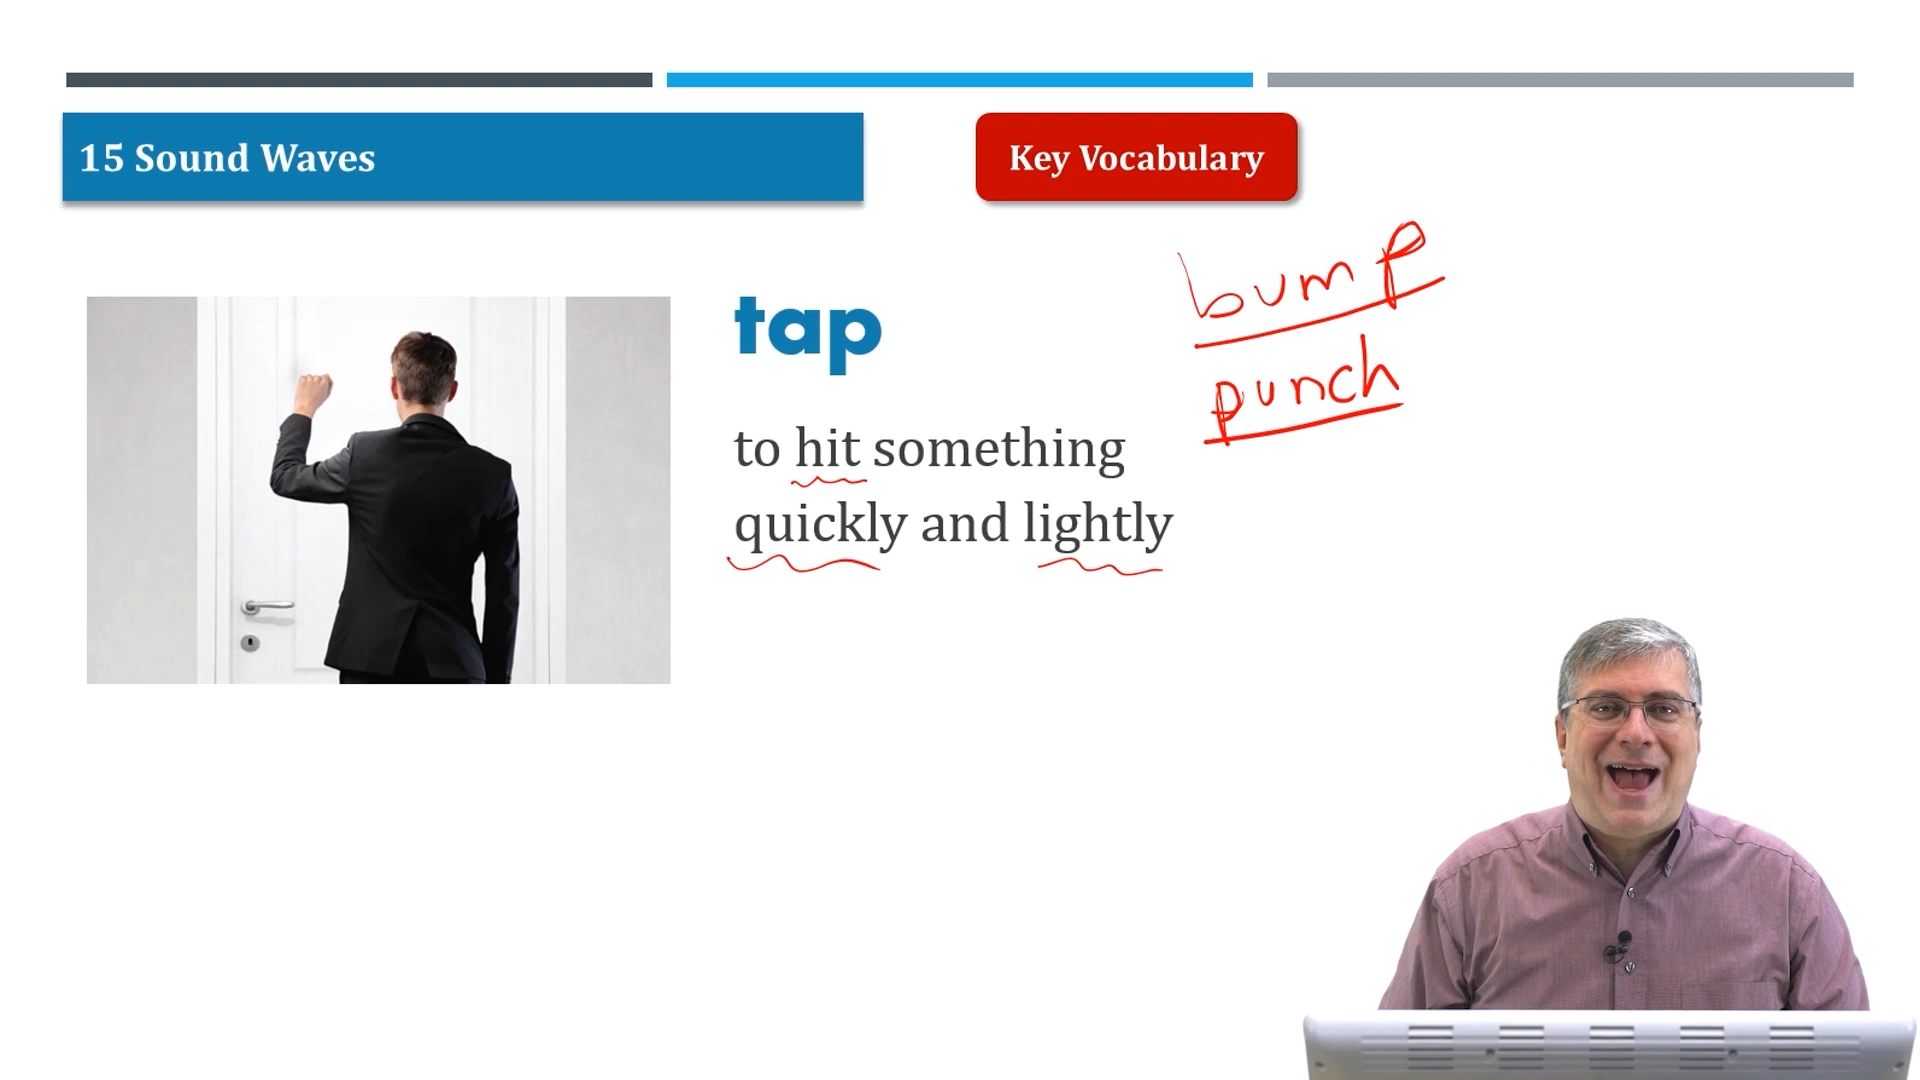 15 Sound Waves
Key Vocabulary
tap
to hit something
quickly and lightly
bump
punch